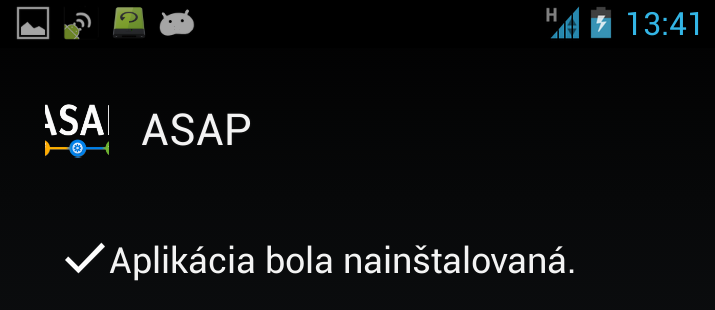 H 13:41
ASAP ASAP
Aplikácia bola nainštalovaná.